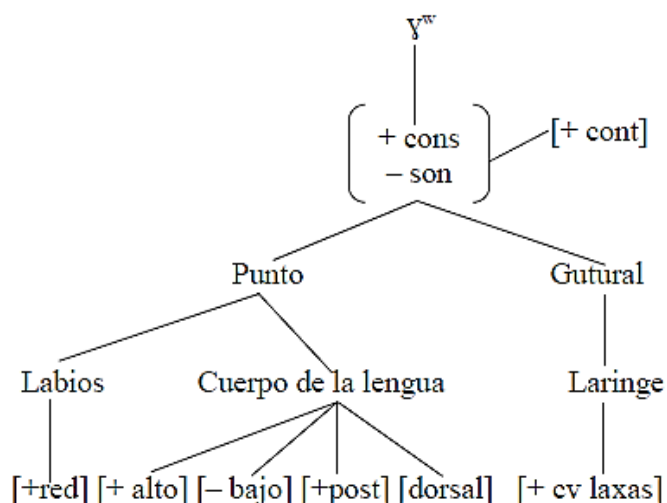 ɣʷ
+ cons
– son
[+ cont]
Punto Gutural
Labios Cuerpo de la lengua Laringe
[+red] [+ alto] [– bajo] [+post] [dorsal] [+ cv laxas]